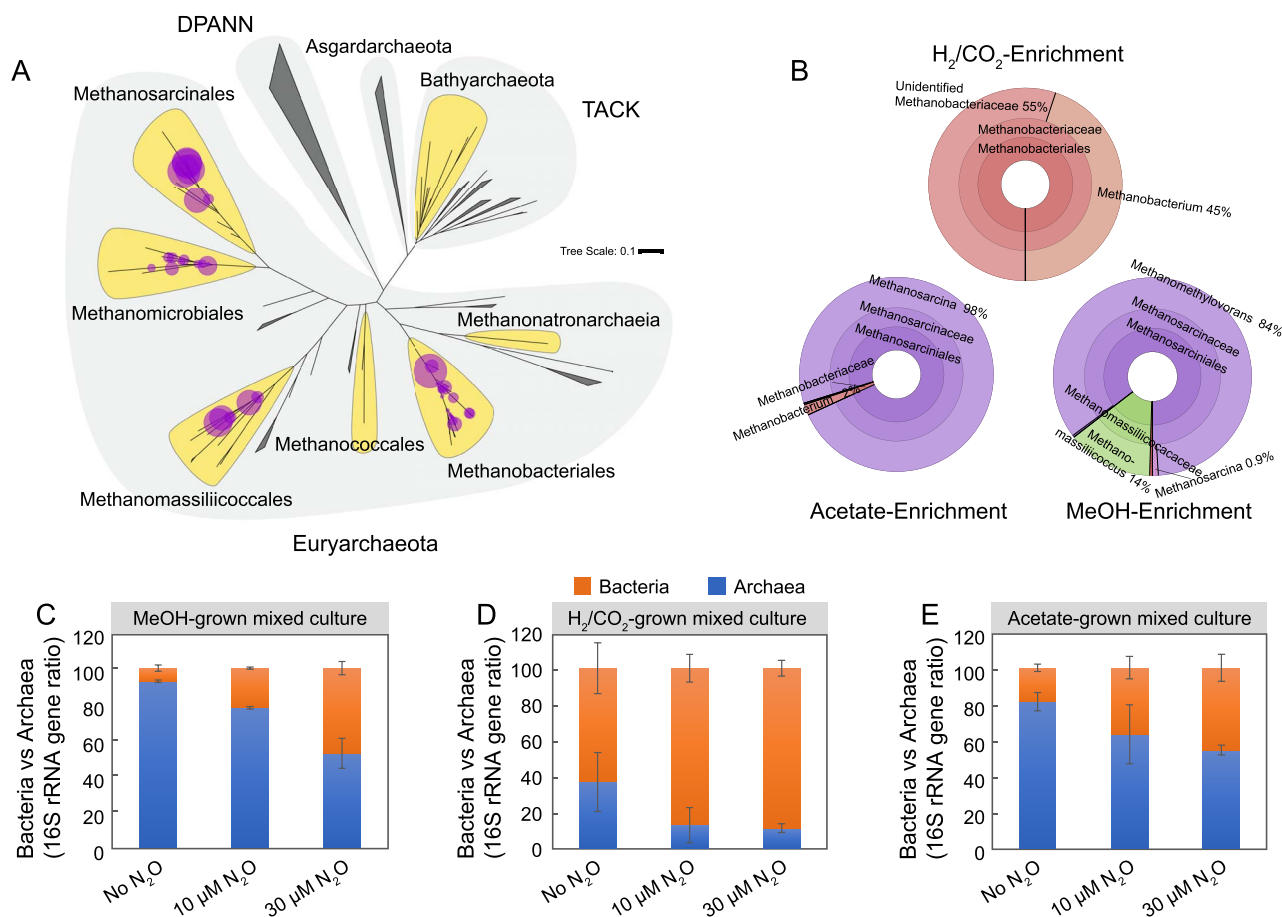 A
DPANN
Asgardarchaeota
Methanosarcinales
Bathyarchaeota
TACK
Tree Scale: 0.1
Methanomicrobiales
Methanonatronarchaeia
Methanococcales
Methanobacteriales
Methanomassiliicoccales
Euryarchaeota
B
H2/CO2-Enrichment
Unidentified
Methanobacteriaceae 55%
Methanobacteriaceae
Methanobacteriales
Methanobacterium 45%
Methanosarcina 98%
Methanosarcinaceae
Methanosarciniales
Methanobacteriaceae
Methanobacterium 2%
Acetate-Enrichment
Methanomethylovorans 84%
Methanosarcinaceae
Methanosarciniales
Methanomassiliicocacaceae
Methano-
massiliicoccus 14%
Methanosarcina 0.9%
MeOH-Enrichment
Bacteria
Archaea
C
MeOH-grown mixed culture
Bacteria vs Archaea
(16S rRNA gene ratio)
120
100
80
60
40
20
0
No N2O
10 µM N2O
30 µM N2O
D
H2/CO2-grown mixed culture
Bacteria vs Archaea
(16S rRNA gene ratio)
120
100
80
60
40
20
0
No N2O
10 µM N2O
30 µM N2O
E
Acetate-grown mixed culture
Bacteria vs Archaea
(16S rRNA gene ratio)
120
100
80
60
40
20
0
No N2O
10 µM N2O
30 µM N2O